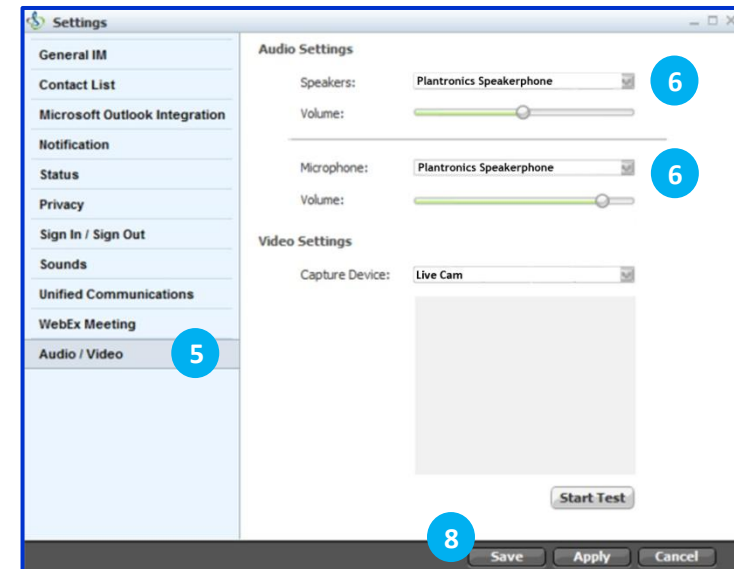 Settings
General IM
Contact List
Microsoft Outlook Integration
Notification
Status
Privacy
Sign In / Sign Out
Sounds
Unified Communications
WebEx Meeting
Audio / Video
5
Audio Settings
Speakers: Plantronics Speakerphone 6
Volume:
Microphone: Plantronics Speakerphone 6
Volume:
Video Settings
Capture Device: Live Cam
Start Test
8
Save Apply Cancel